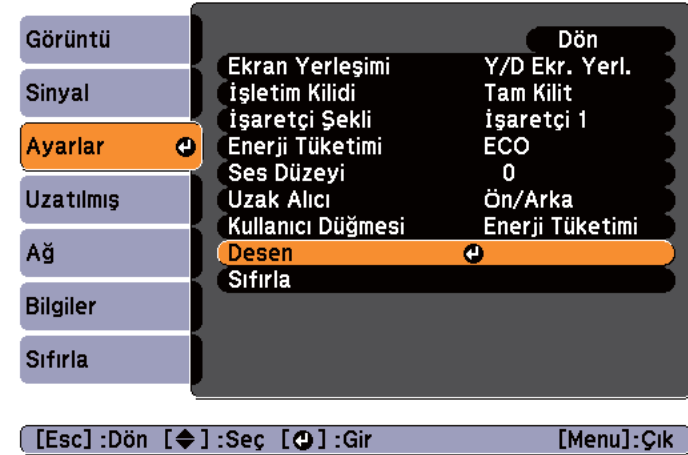 Görüntü
Sinyal
Ayarlar
Uzatılmış
Ağ
Bilgiler
Sıfırla
Dön
Ekran Yerleşimi Y/D Ekr. Yerl.
İşletim Kilidi Tam Kilit
İşaretçi Şekli İşaretçi 1
Enerji Tüketimi ECO
Ses Düzeyi 0
Uzak Alıcı Ön/Arka
Kullanıcı Düğmesi Enerji Tüketimi
Desen
Sıfırla
[Esc] :Dön [◆] :Seç [⏎] :Gir [Menu]:Çık